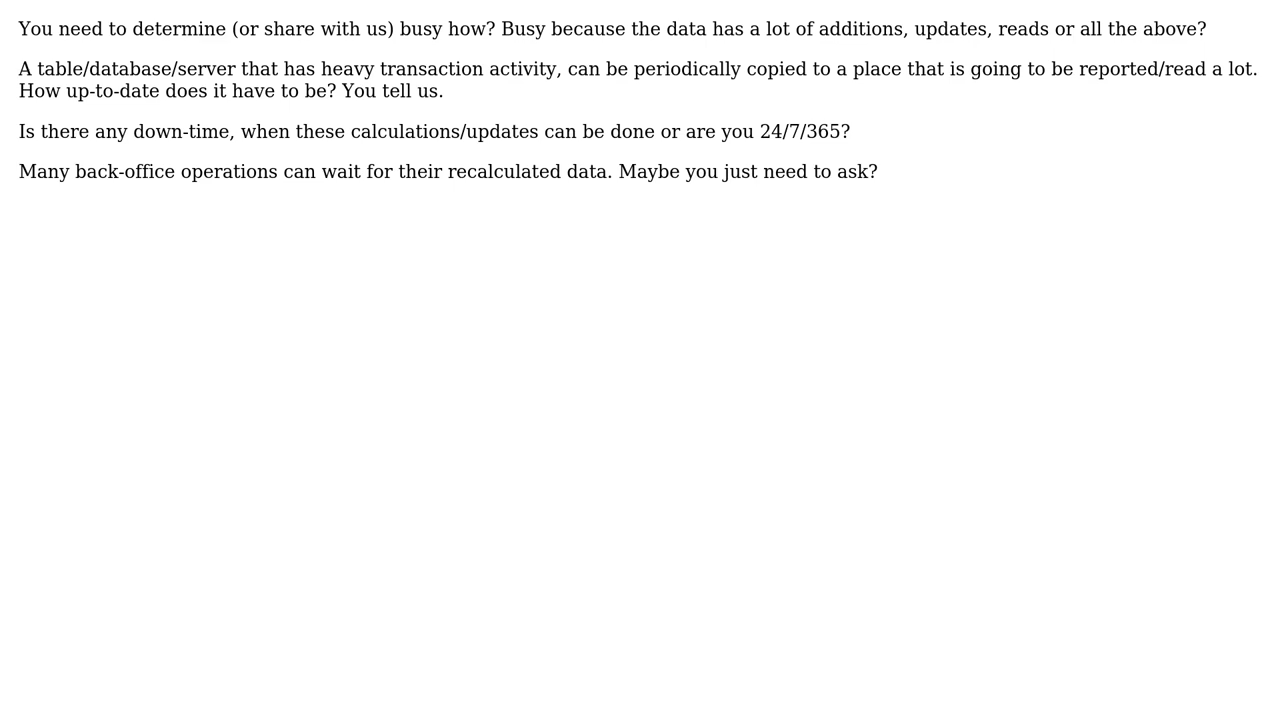 You need to determine (or share with us) busy how? Busy because the data has a lot of additions, updates, reads or all the above?
A table/database/server that has heavy transaction activity, can be periodically copied to a place that is going to be reported/read a lot.
How up-to-date does it have to be? You tell us.
Is there any down-time, when these calculations/updates can be done or are you 24/7/365?
Many back-office operations can wait for their recalculated data. Maybe you just need to ask?